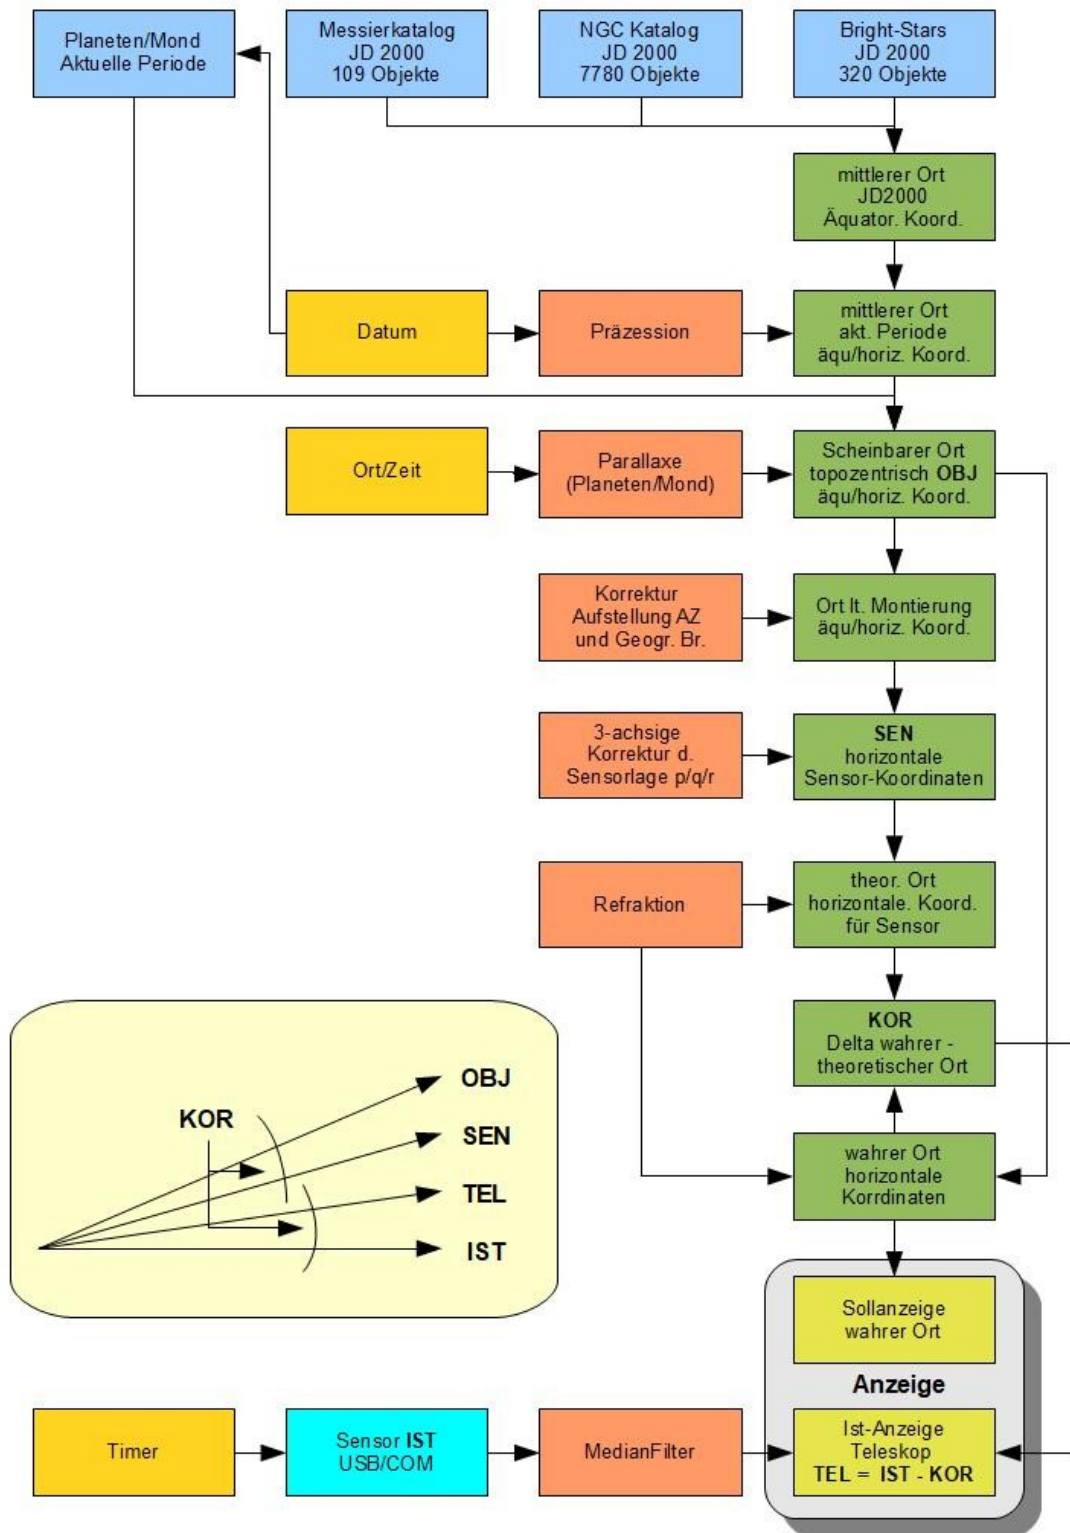 Planeten/Mond
Aktuelle Periode
Messierkatalog
JD 2000
109 Objekte
NGC Katalog
JD 2000
7780 Objekte
Bright-Stars
JD 2000
320 Objekte
mittlerer Ort
JD2000
Äquator. Koord.
Datum
Präzession
mittlerer Ort
akt. Periode
äqu/horiz. Koord.
Ort/Zeit
Parallaxe
(Planeten/Mond)
Scheinbarer Ort
topozentrisch OBJ
äqu/horiz. Koord.
Korrektur
Aufstellung AZ
und Geogr. Br.
Ort lt. Montierung
äqu/horiz. Koord.
3-achsige
Korrektur d.
Sensorlage p/q/r
SEN
horizontale
Sensor-Koordinaten
Refraktion
theor. Ort
horizontale. Koord.
für Sensor
KOR
Delta wahrer -
theoretischer Ort
KOR
OBJ
SEN
TEL
IST
wahrer Ort
horizontale
Korrdinaten
Sollanzeige
wahrer Ort
Anzeige
Timer
Sensor IST
USB/COM
MedianFilter
Ist-Anzeige
Teleskop
TEL = IST - KOR